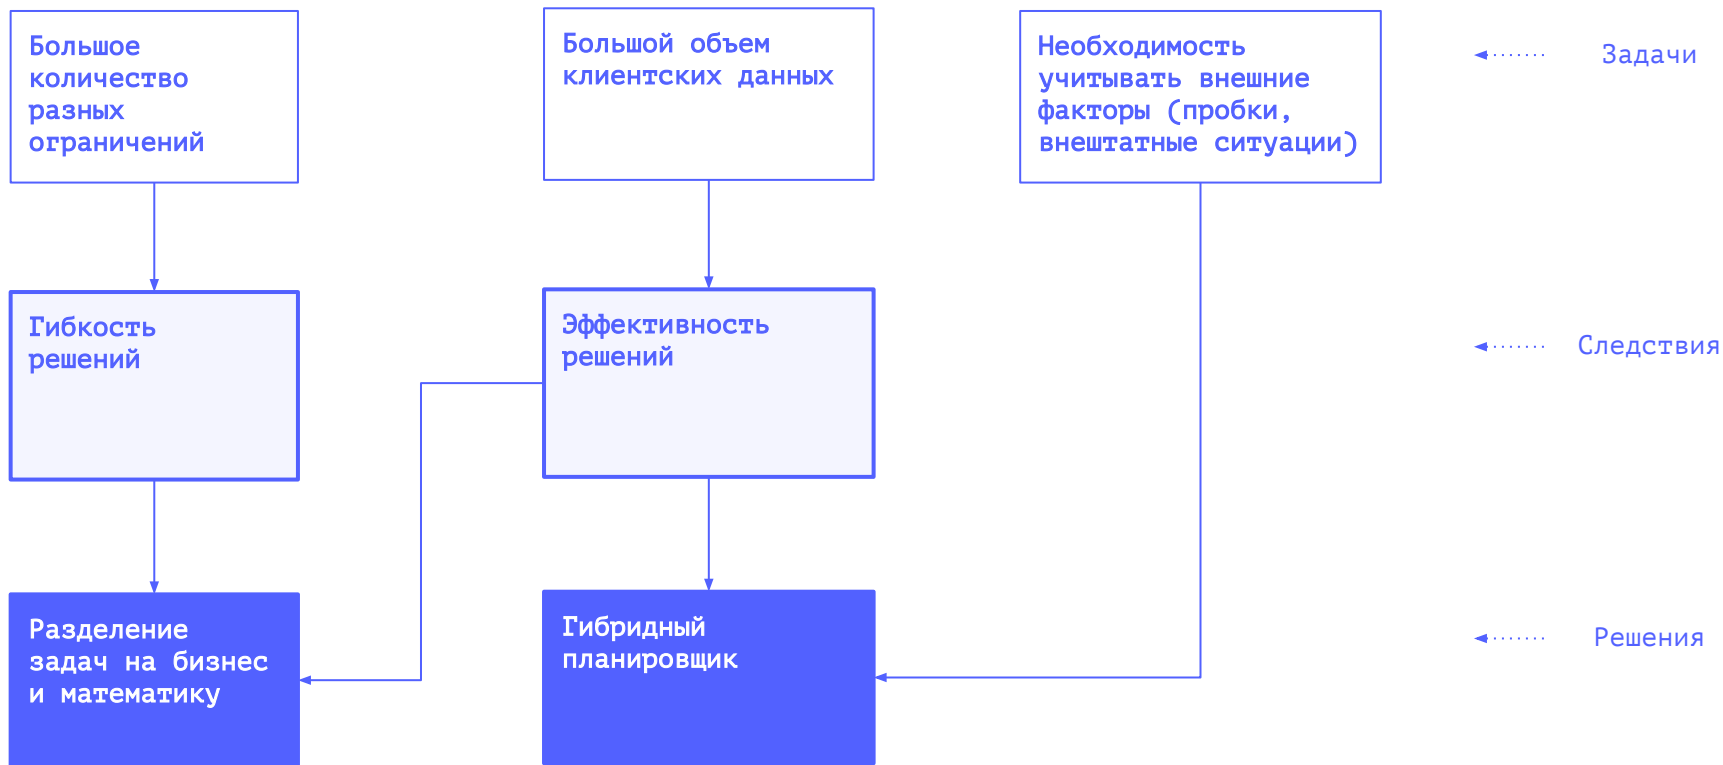 Большое
количество
разных
ограничений
Большой объем
клиентских данных
Необходимость
учитывать внешние
факторы (пробки,
внештатные ситуации)
Задачи
Гибкость
решений
Эффективность
решений
Следствия
Разделение
задач на бизнес
и математику
Гибридный
планировщик
Решения